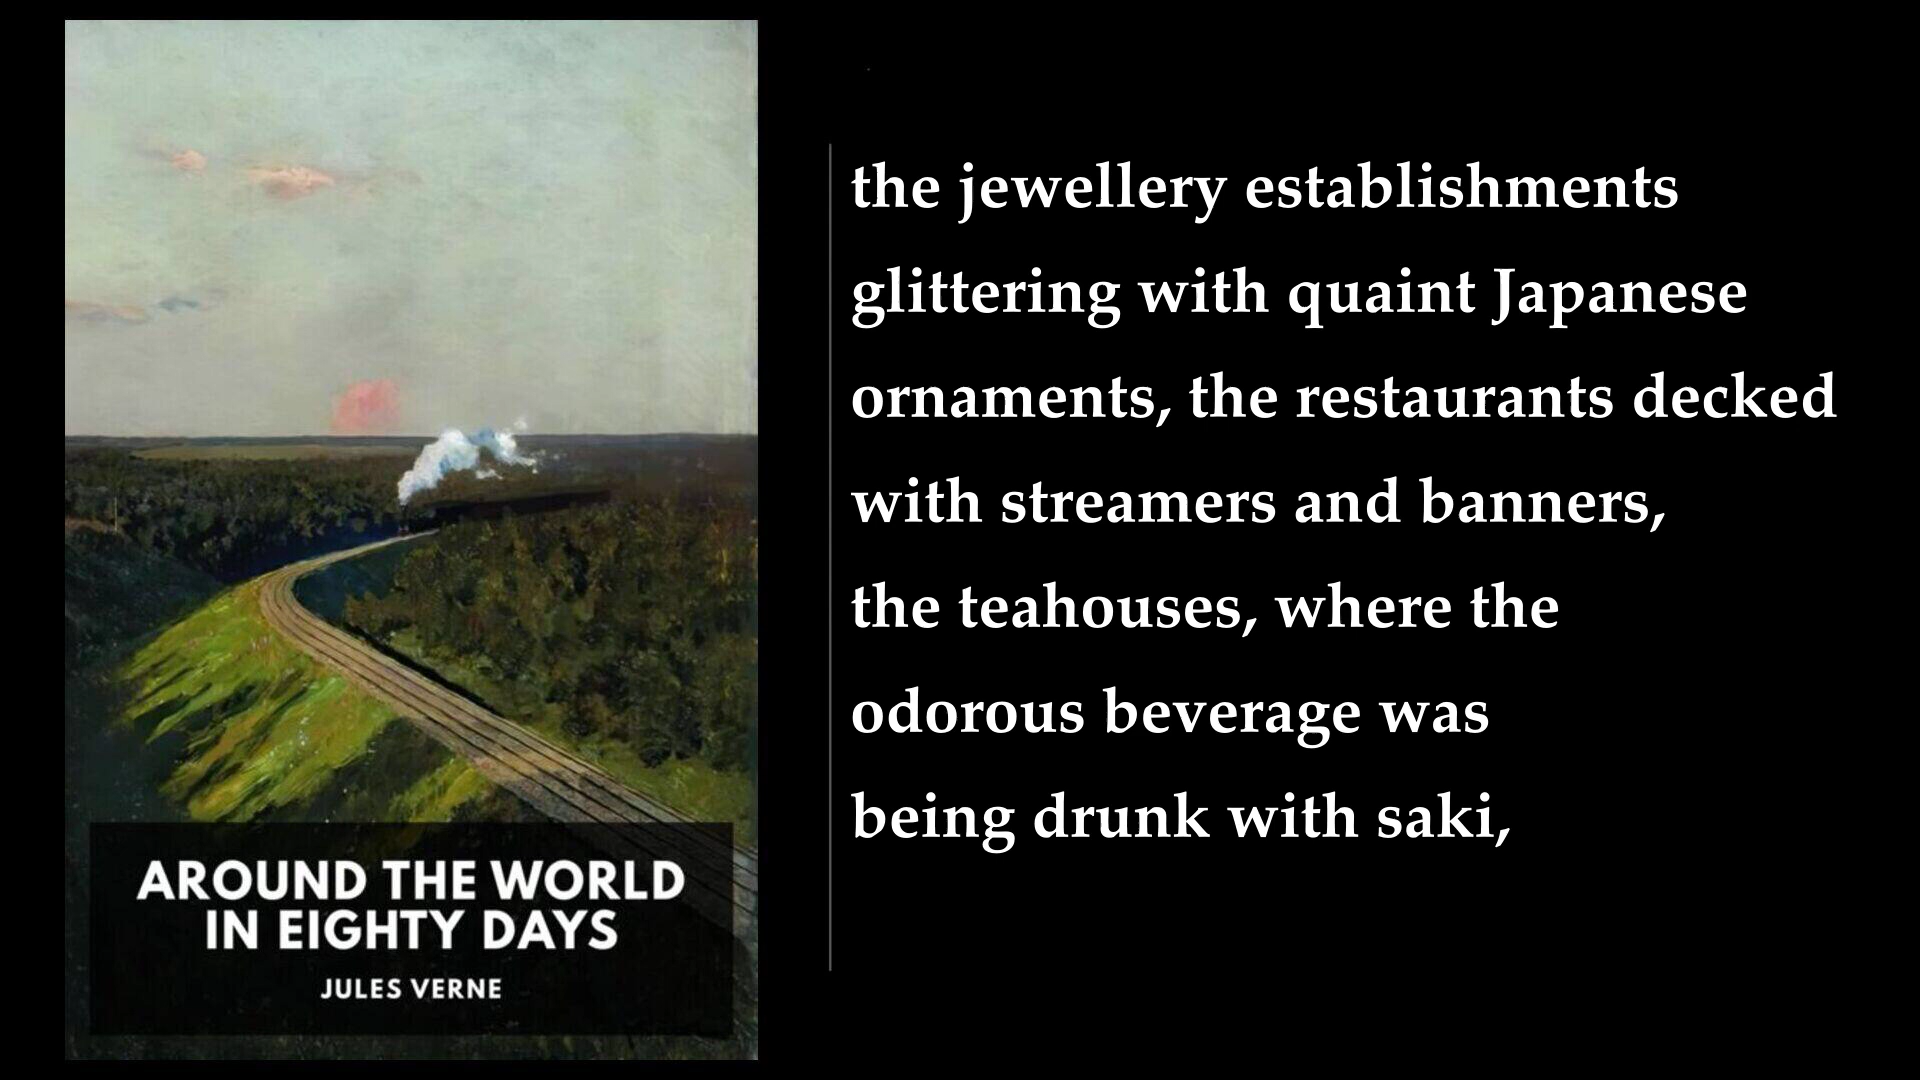 the jewellery establishments
glittering with quaint Japanese
ornaments, the restaurants decked
with streamers and banners,
the teahouses, where the
odorous beverage was
being drunk with saki,
AROUND THE WORLD
IN EIGHTY DAYS
JULES VERNE